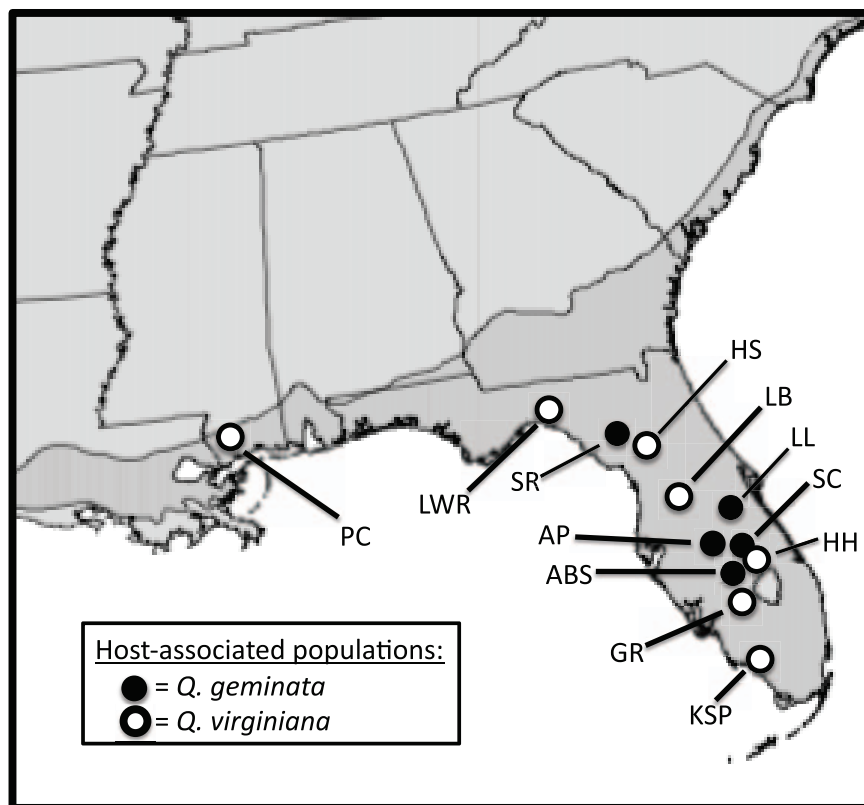 HS
LB
LL
SC
HH
SR
LWR
PC
AP
ABS
GR
KSP
Host-associated populations:
= Q. geminata
= Q. virginiana